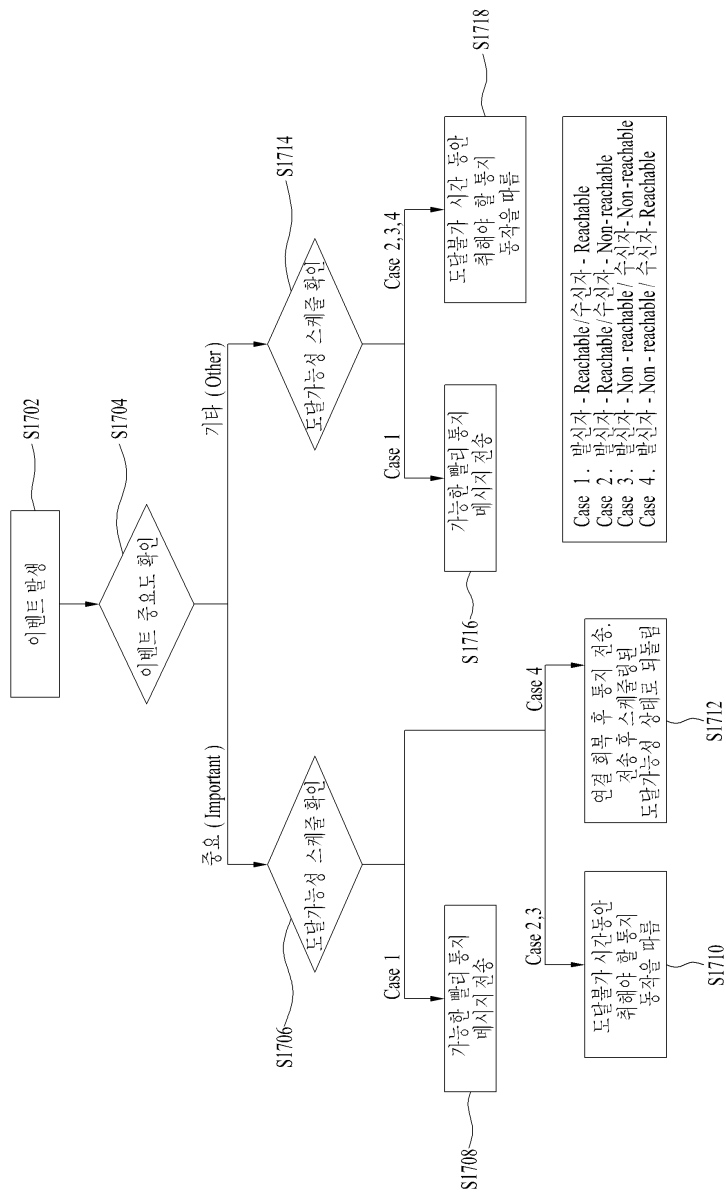 S1702
이벤트 발생
S1704
이벤트 중요도 확인
중요 ( Important )
기타 ( Other )
S1706
도달가능성 스케줄 확인
S1714
도달가능성 스케줄 확인
Case 1
Case 4
Case 2,3
Case 1
Case 2,3,4
S1708
가능한 빨리 통지
메시지 전송
S1716
가능한 빨리 통지
메시지 전송
S1718
도달불가 시간 동안
취해야 할 통지
동작을 따름
도달불가 시간동안
취해야 할 통지
동작을 따름
S1710
연결 회복 후 통지 전송.
전송 후 스케줄링된
도달가능성 상태로 되돌림
S1712
Case 1. 발신자 - Reachable/수신자 - Reachable
Case 2. 발신자 - Reachable/수신자 - Non-reachable
Case 3. 발신자 - Non-reachable / 수신자 - Non-reachable
Case 4. 발신자 - Non-reachable / 수신자 - Reachable